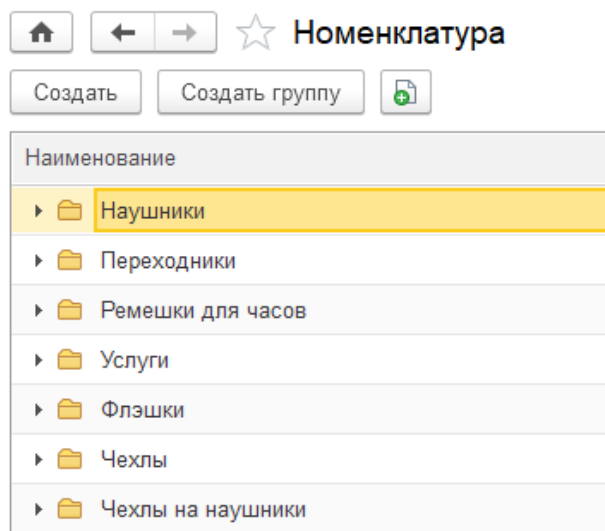 Номенклатура
Создать Создать группу
Наименование
Наушники
Переходники
Ремешки для часов
Услуги
Флэшки
Чехлы
Чехлы на наушники